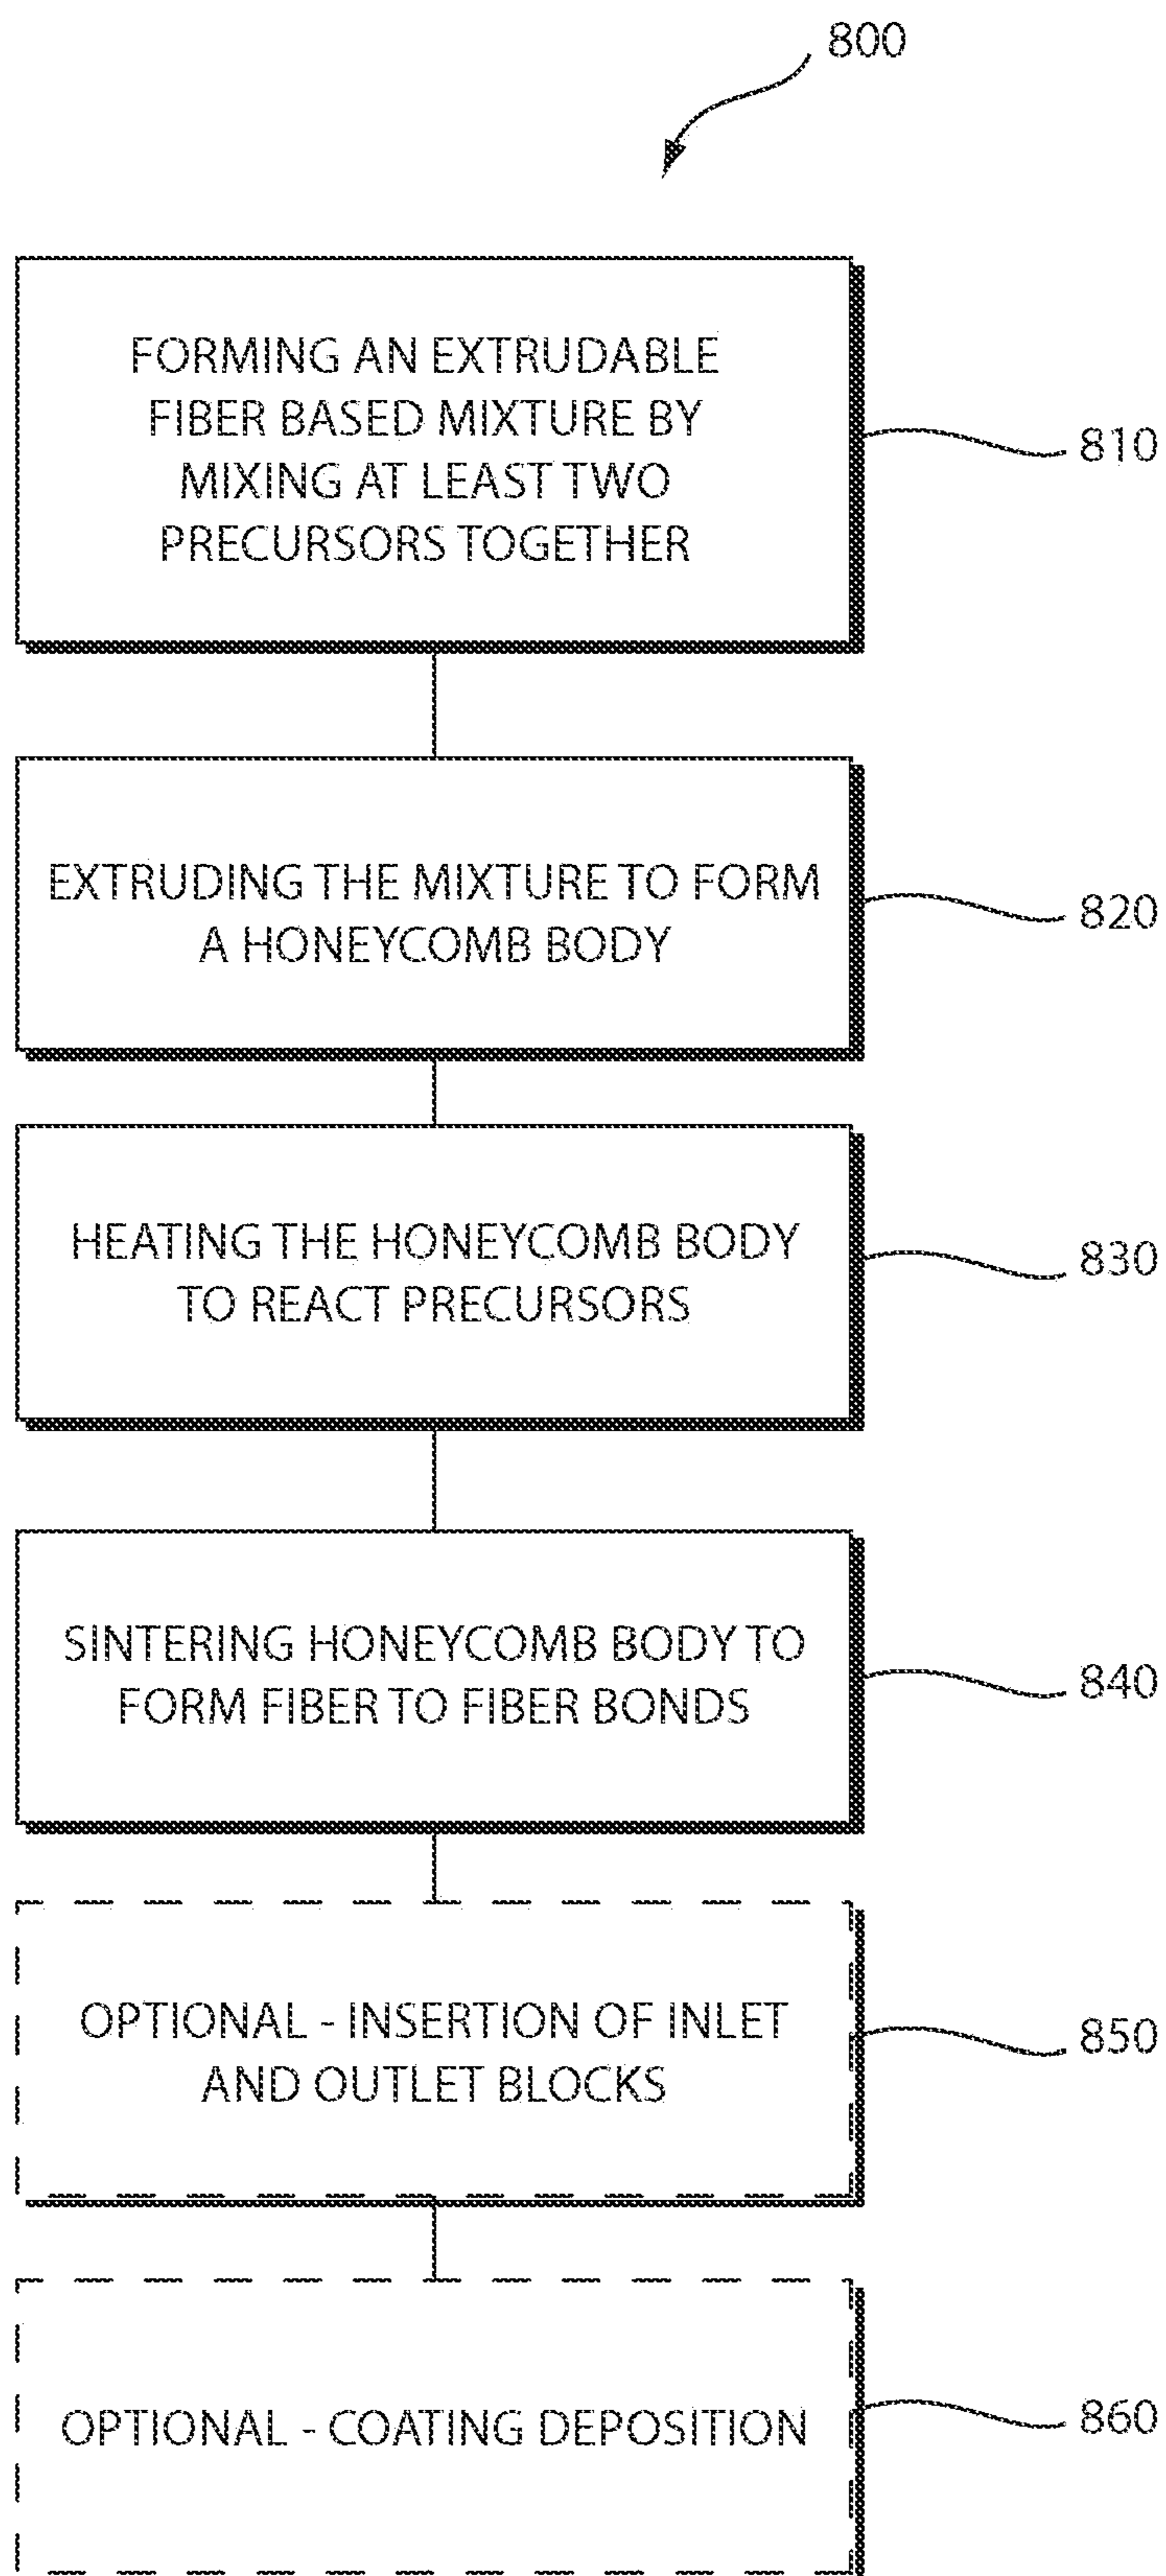 800
FORMING AN EXTRUDABLE
FIBER BASED MIXTURE BY
MIXING AT LEAST TWO
PRECURSORS TOGETHER
810
EXTRUDING THE MIXTURE TO FORM
A HONEYCOMB BODY
820
HEATING THE HONEYCOMB BODY
TO REACT PRECURSORS
830
SINTERING HONEYCOMB BODY TO
FORM FIBER TO FIBER BONDS
840
OPTIONAL - INSERTION OF INLET
AND OUTLET BLOCKS
850
OPTIONAL - COATING DEPOSITION
860